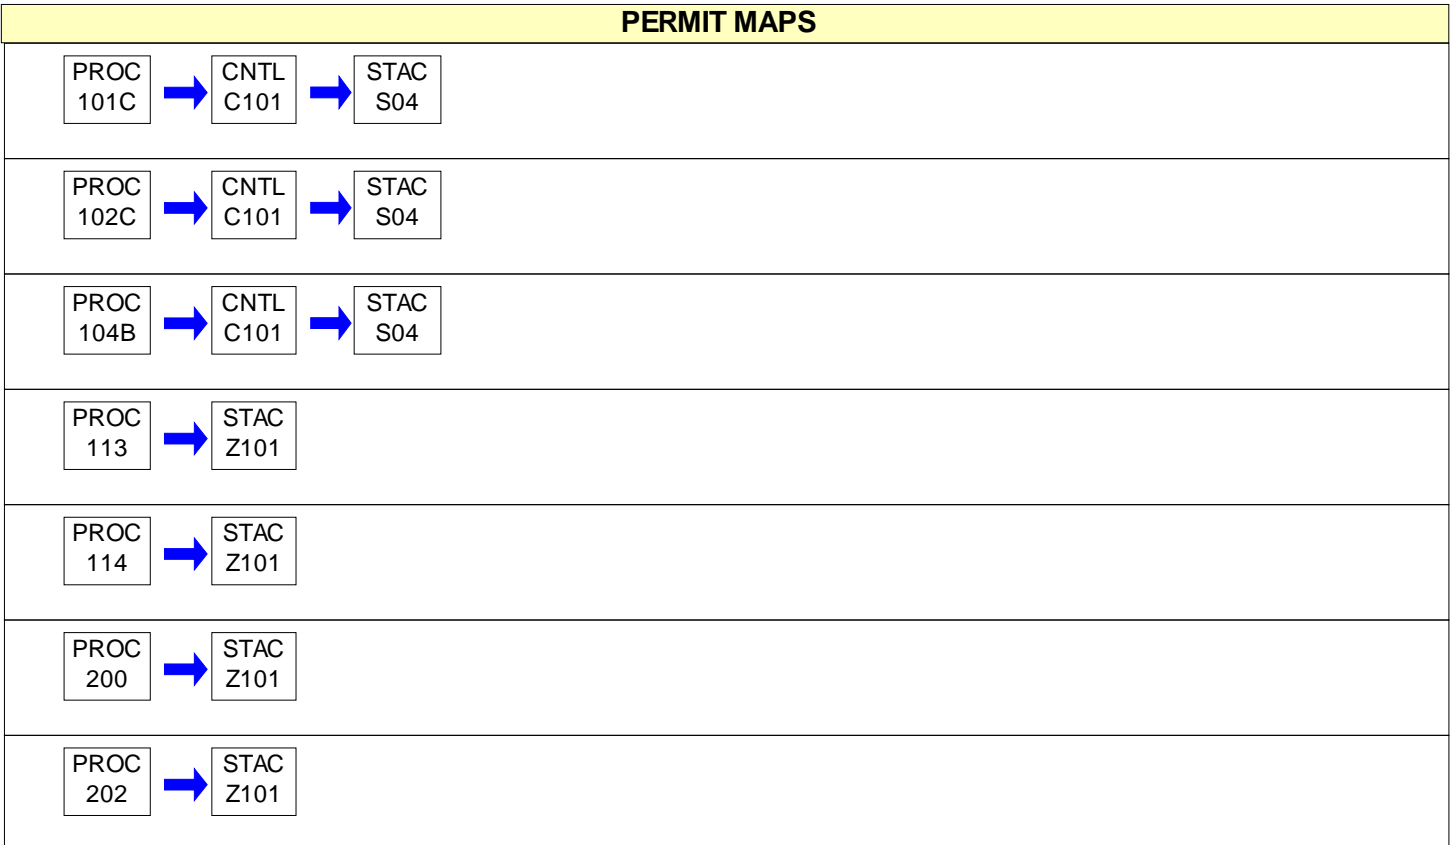 PERMIT MAPS
PROC CNTL STAC
101C C101 S04
PROC CNTL STAC
102C C101 S04
PROC CNTL STAC
104B C101 S04
PROC STAC
113 Z101
PROC STAC
114 Z101
PROC STAC
200 Z101
PROC STAC
202 Z101